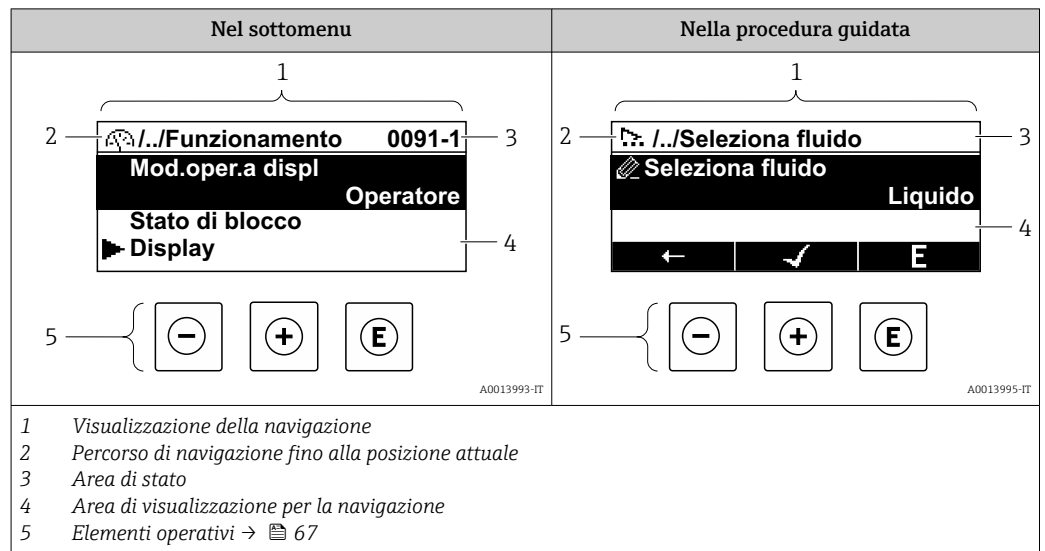 Nel sottomenu
Nella procedura guidata
1
2
/../Funzionamento 0091-1
3
Mod.oper.a displ
Operatore
Stato di blocco
Display
4
5
- + E
A0013993-IT
1
2
/../Seleziona fluido
3
Seleziona fluido
Liquido
4
← ✓ E
5
- + E
A0013995-IT
1 Visualizzazione della navigazione
2 Percorso di navigazione fino alla posizione attuale
3 Area di stato
4 Area di visualizzazione per la navigazione
5 Elementi operativi → 67